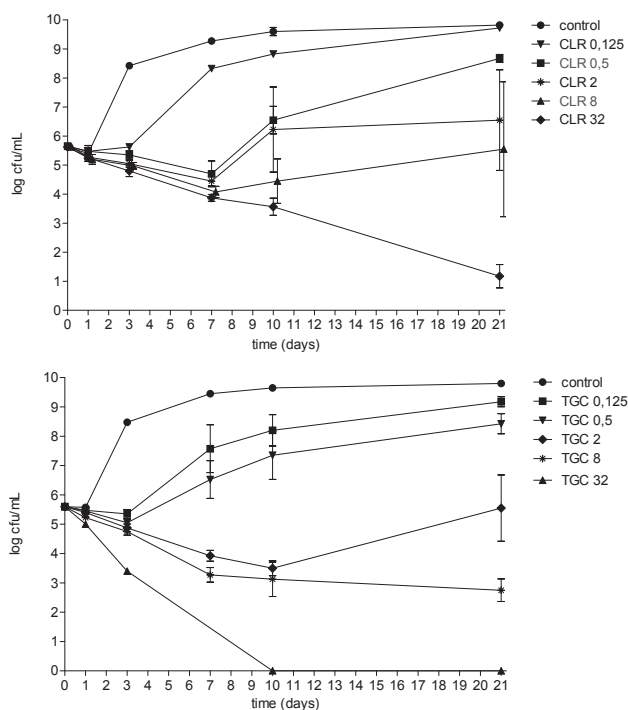 10
9
8
7
6
5
4
3
2
1
0
log cfu/mL
0 1 2 3 4 5 6 7 8 9 10 11 12 13 14 15 16 17 18 19 20 21
time (days)
control
CLR 0,125
CLR 0,5
CLR 2
CLR 8
CLR 32
10
9
8
7
6
5
4
3
2
1
0
log cfu/mL
0 1 2 3 4 5 6 7 8 9 10 11 12 13 14 15 16 17 18 19 20 21
time (days)
control
TGC 0,125
TGC 0,5
TGC 2
TGC 8
TGC 32